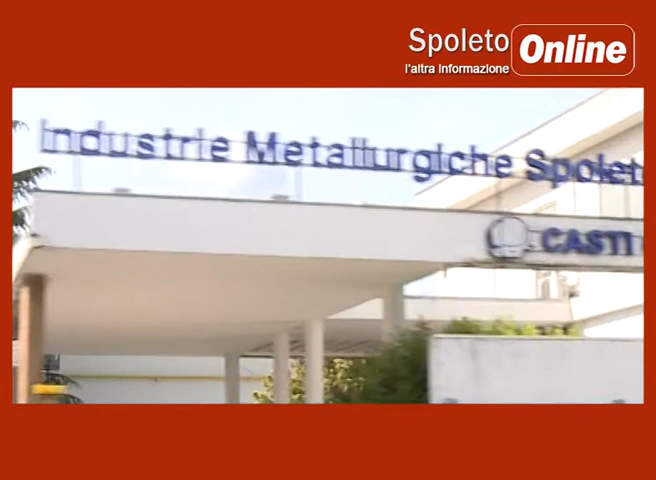 Spoleto Online
l'altra informazione
Industrie Metallurgiche Spolet
CASTI